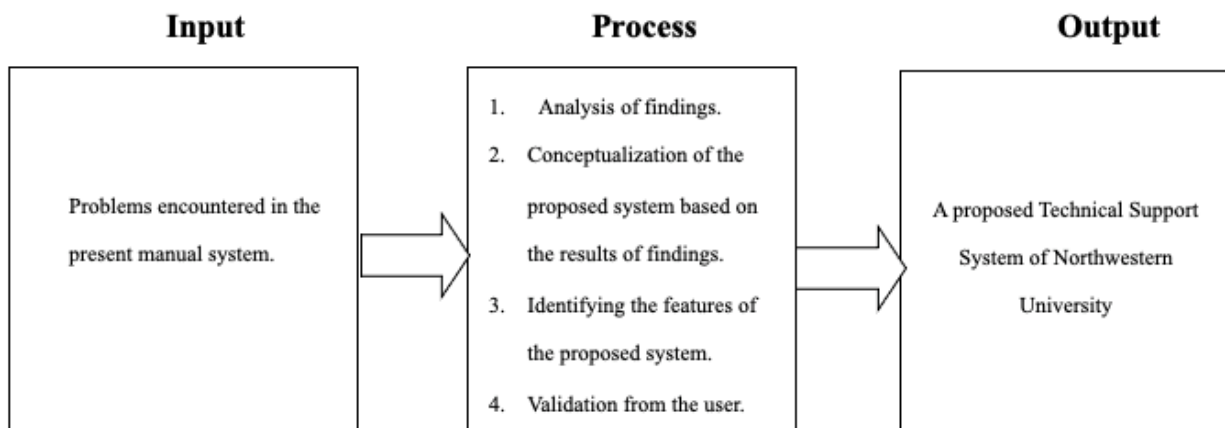 Input
Problems encountered in the
present manual system.
Process
1. Analysis of findings.
2. Conceptualization of the
proposed system based on
the results of findings.
3. Identifying the features of
the proposed system.
4. Validation from the user.
Output
A proposed Technical Support
System of Northwestern
University